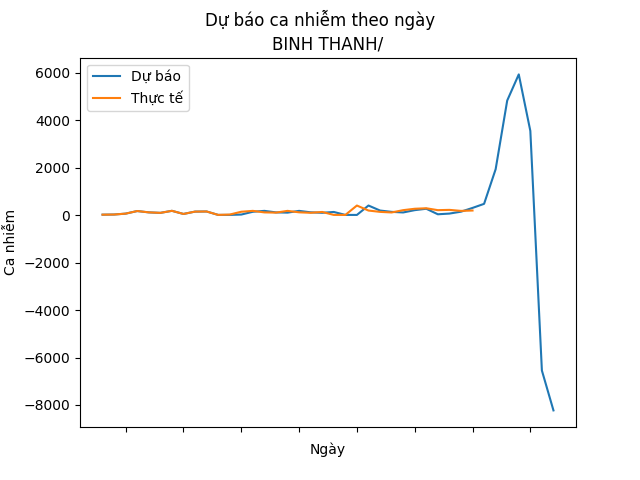 Dự báo ca nhiễm theo ngày
BINH THANH/
Dự báo
Thực tế
6000
4000
2000
0
−2000
−4000
−6000
−8000
Ca nhiễm
Ngày